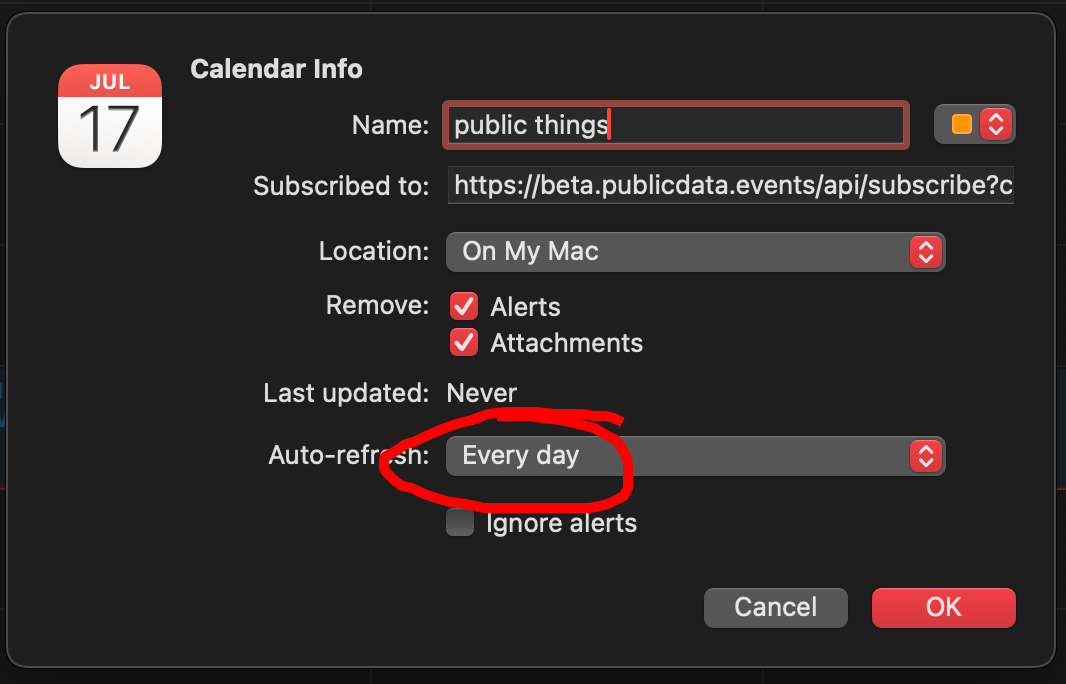 Calendar Info
JUL
17
Name: public things
Subscribed to: https://beta.publicdata.events/api/subscribe?c
Location: On My Mac
Remove: Alerts
Attachments
Last updated: Never
Auto-refresh: Every day
Ignore alerts
Cancel OK